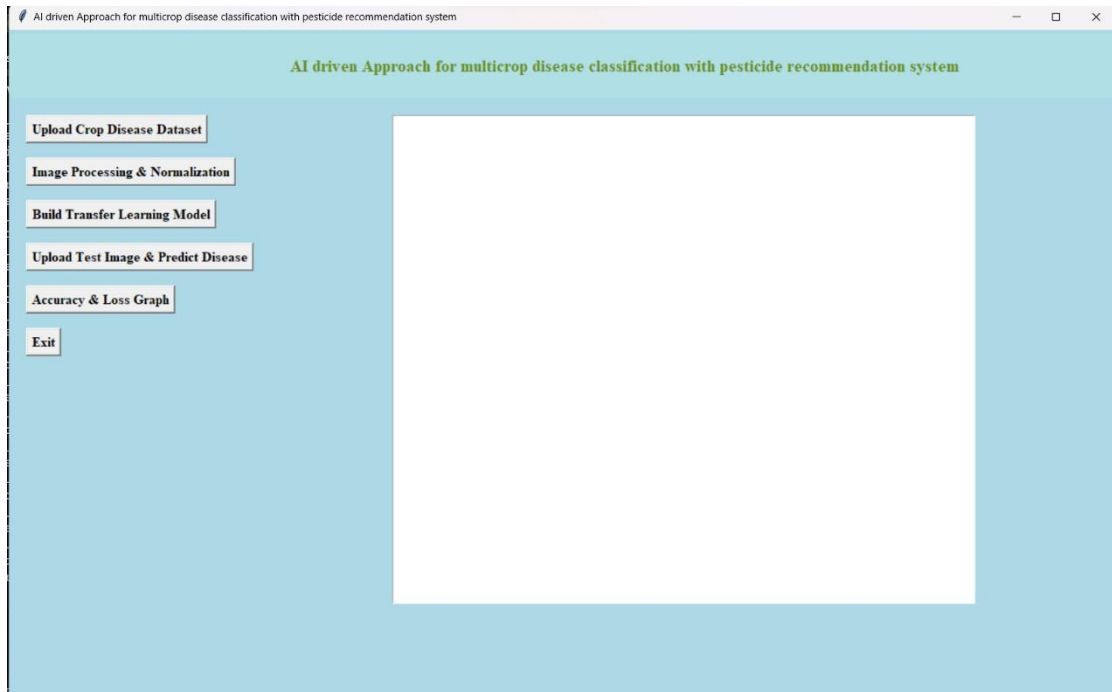 AI driven Approach for multicrop disease classification with pesticide recommendation system
AI driven Approach for multicrop disease classification with pesticide recommendation system
Upload Crop Disease Dataset
Image Processing & Normalization
Build Transfer Learning Model
Upload Test Image & Predict Disease
Accuracy & Loss Graph
Exit